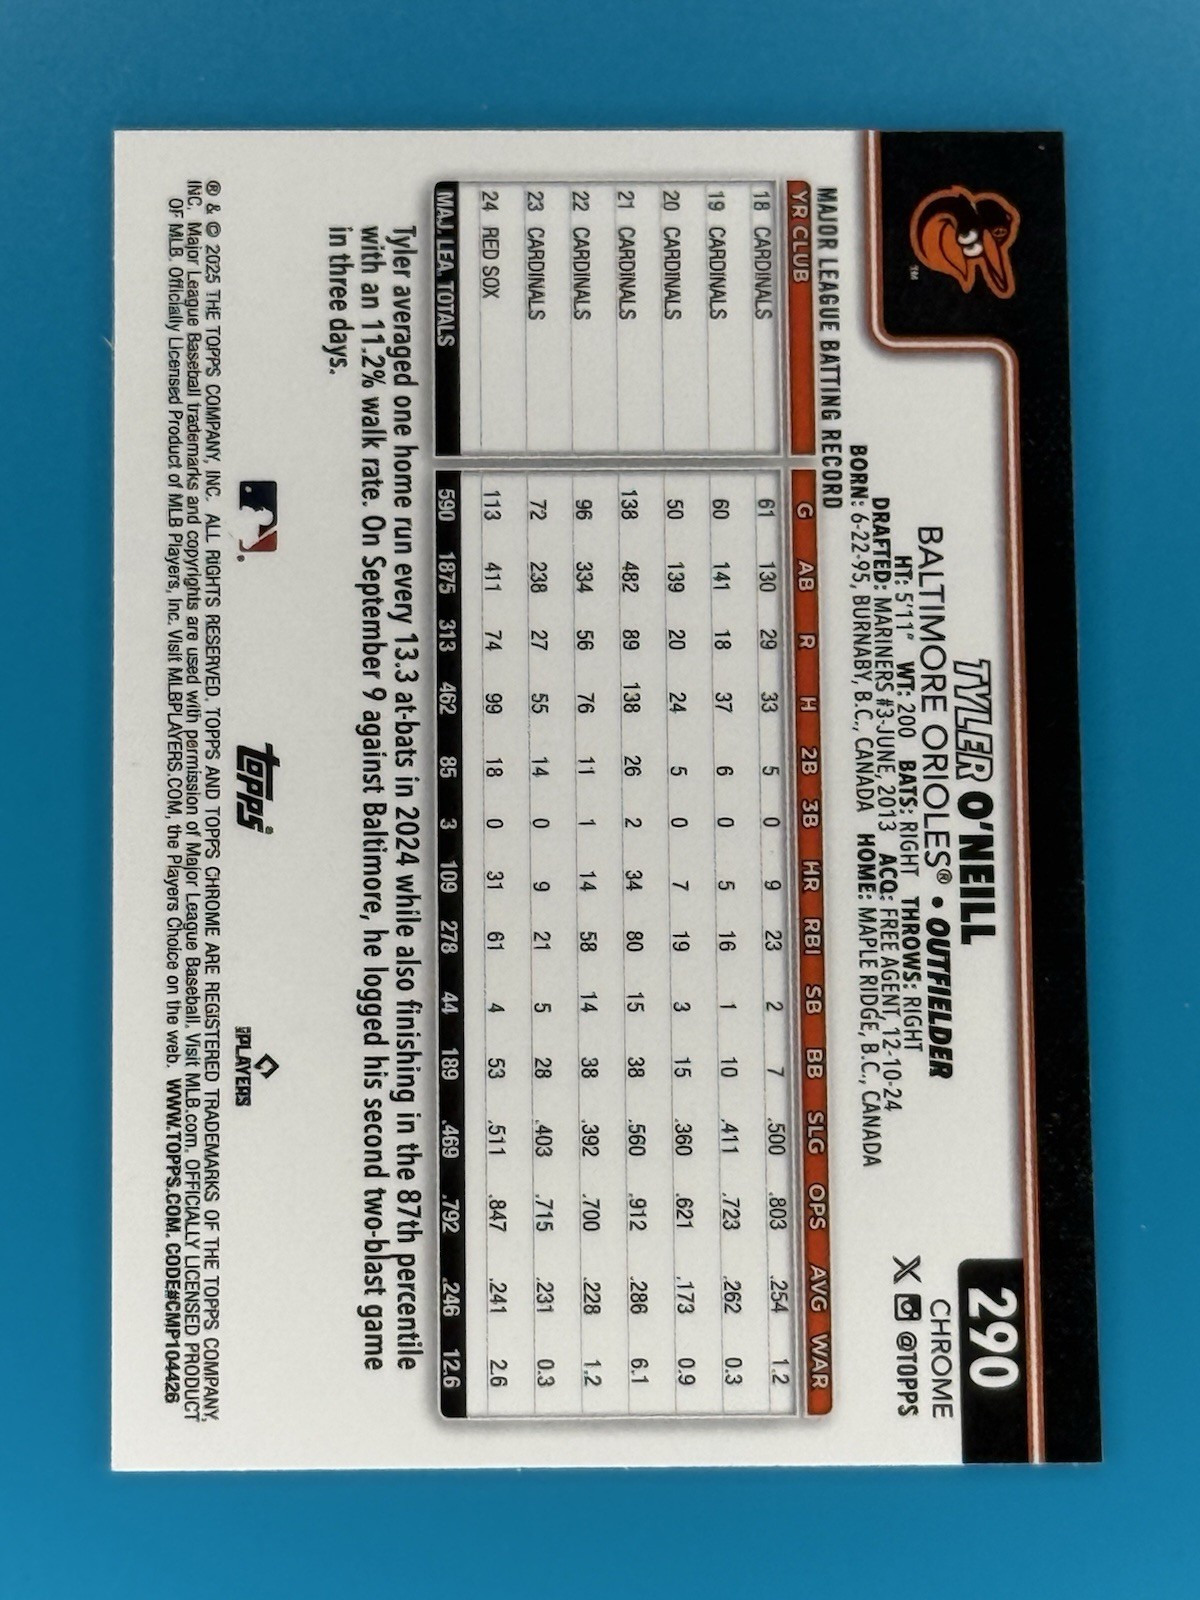 290
CHROME
@TOPPS
TYLER O'NEILL
BALTIMORE ORIOLES® • OUTFIELDER
HT: 5'11" WT: 200 BATS: RIGHT THROWS: RIGHT
DRAFTED: MARINERS #3-JUNE, 2013 ACQ: FREE AGENT, 12-10-24
BORN: 6-22-95, BURNABY, B.C., CANADA HOME: MAPLE RIDGE, B.C., CANADA
MAJOR LEAGUE BATTING RECORD
YR CLUB G AB R H 2B 3B HR RBI SB BB SLG OPS AVG WAR
18 CARDINALS 61 130 29 33 5 0 9 23 2 7 .500 .803 .254 1.2
19 CARDINALS 60 141 18 37 6 0 5 16 1 10 .411 .723 .262 0.3
20 CARDINALS 50 139 20 24 5 0 7 19 3 15 .360 .621 .173 0.9
21 CARDINALS 138 482 89 138 26 2 34 80 15 38 .560 .912 .286 6.1
22 CARDINALS 96 334 56 76 11 1 14 58 14 38 .392 .700 .228 1.2
23 CARDINALS 72 238 27 55 14 0 9 21 5 28 .403 .715 .231 0.3
24 RED SOX 113 411 74 99 18 0 31 61 4 53 .511 .847 .241 2.6
MAJ. LEA. TOTALS 590 1875 313 462 85 3 109 278 44 189 .469 .792 .246 12.6
Tyler averaged one home run every 13.3 at-bats in 2024 while also finishing in the 87th percentile
with an 11.2% walk rate. On September 9 against Baltimore, he logged his second two-blast game
in three days.
topps®
MLB PLAYERS
® & © 2025 THE TOPPS COMPANY, INC. ALL RIGHTS RESERVED. TOPPS AND TOPPS CHROME ARE REGISTERED TRADEMARKS OF THE TOPPS COMPANY,
INC. Major League Baseball trademarks and copyrights are used with permission of Major League Baseball. Visit MLB.com. OFFICIALLY LICENSED PRODUCT
OF MLB. Officially Licensed Product of MLB Players, Inc. Visit MLBPLAYERS.COM, the Players Choice on the web. WWW.TOPPS.COM. CODE#CMP104426